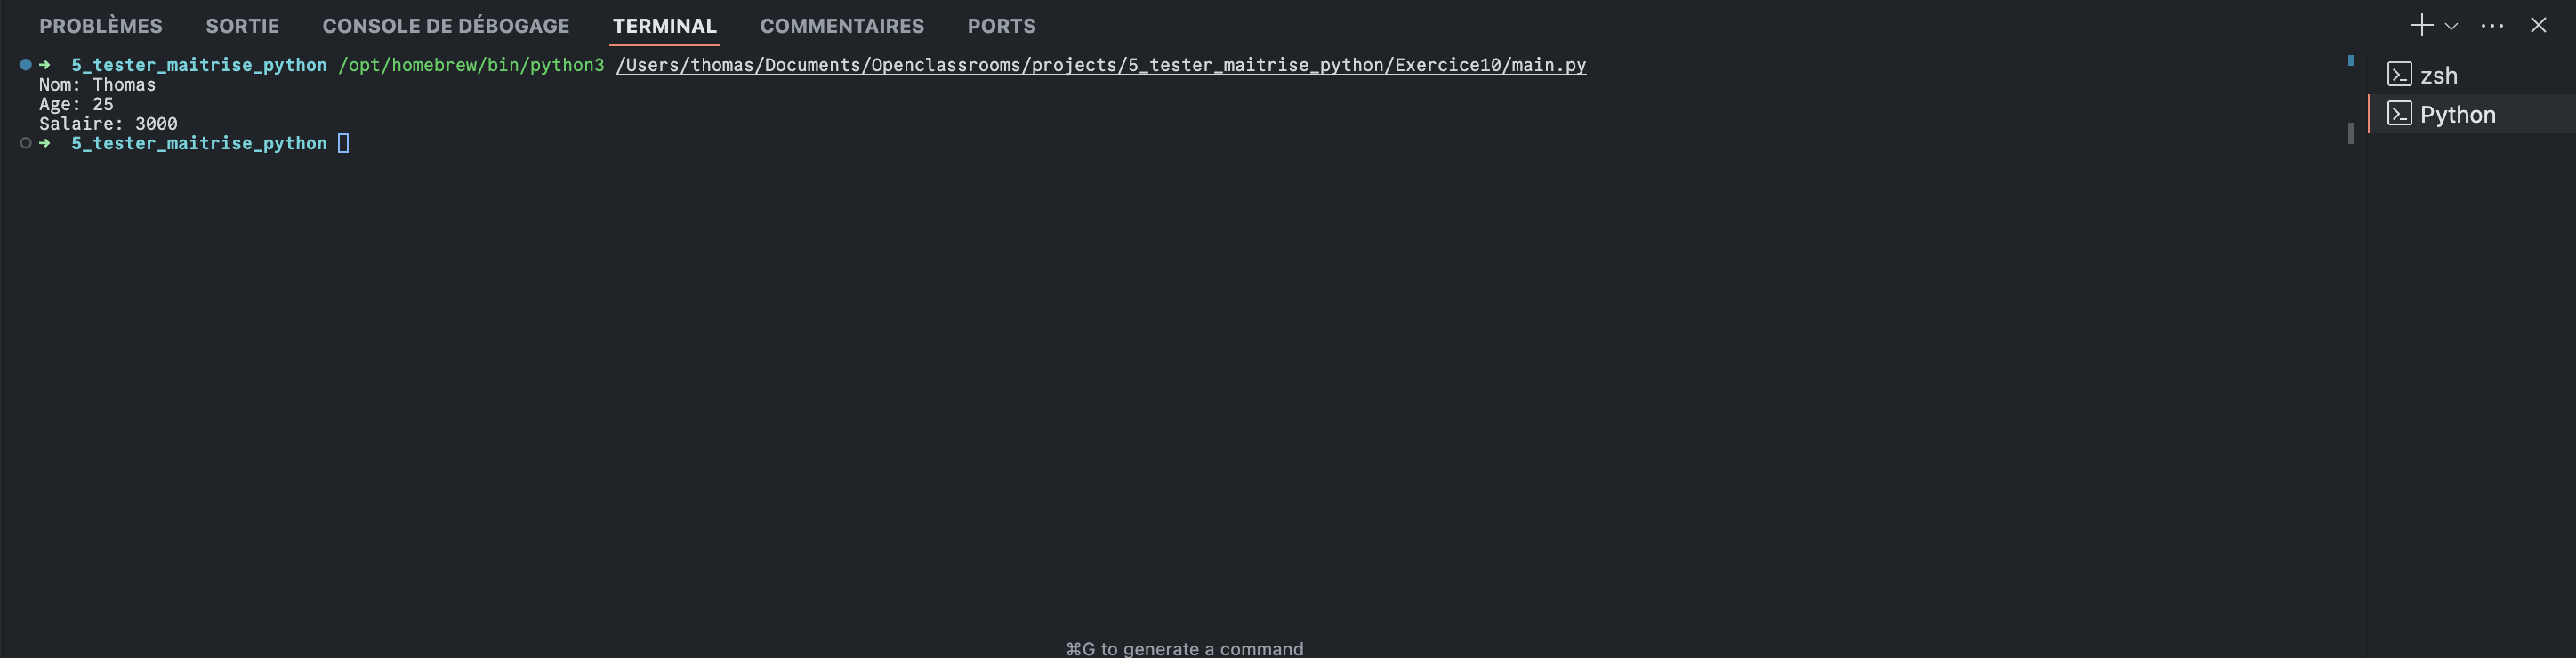 PROBLÈMES SORTIE CONSOLE DE DÉBOGAGE TERMINAL COMMENTAIRES PORTS
➜ 5_tester_maitrise_python /opt/homebrew/bin/python3 /Users/thomas/Documents/Openclassrooms/projects/5_tester_maitrise_python/Exercice10/main.py
Nom: Thomas
Age: 25
Salaire: 3000
➜ 5_tester_maitrise_python
zsh
Python
⌘G to generate a command